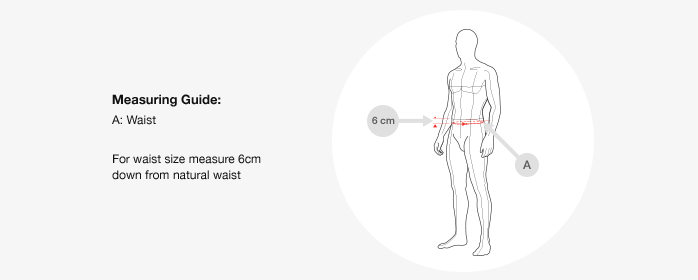 Measuring Guide:
A: Waist
For waist size measure 6cm
down from natural waist
6 cm
A